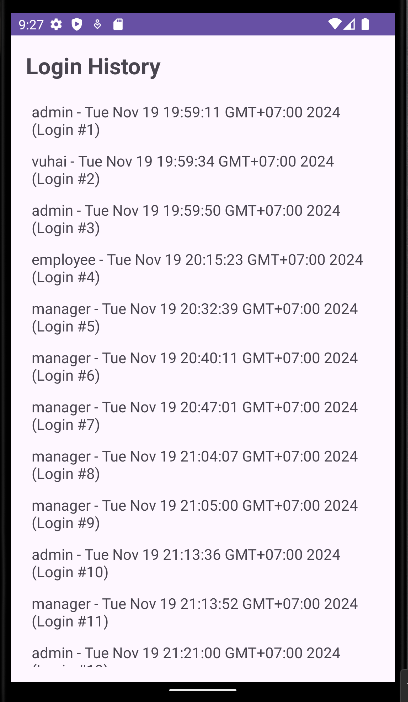 9:27
Login History
admin - Tue Nov 19 19:59:11 GMT+07:00 2024
(Login #1)
vuhai - Tue Nov 19 19:59:34 GMT+07:00 2024
(Login #2)
admin - Tue Nov 19 19:59:50 GMT+07:00 2024
(Login #3)
employee - Tue Nov 19 20:15:23 GMT+07:00 2024
(Login #4)
manager - Tue Nov 19 20:32:39 GMT+07:00 2024
(Login #5)
manager - Tue Nov 19 20:40:11 GMT+07:00 2024
(Login #6)
manager - Tue Nov 19 20:47:01 GMT+07:00 2024
(Login #7)
manager - Tue Nov 19 21:04:07 GMT+07:00 2024
(Login #8)
manager - Tue Nov 19 21:05:00 GMT+07:00 2024
(Login #9)
admin - Tue Nov 19 21:13:36 GMT+07:00 2024
(Login #10)
manager - Tue Nov 19 21:13:52 GMT+07:00 2024
(Login #11)
admin - Tue Nov 19 21:21:00 GMT+07:00 2024